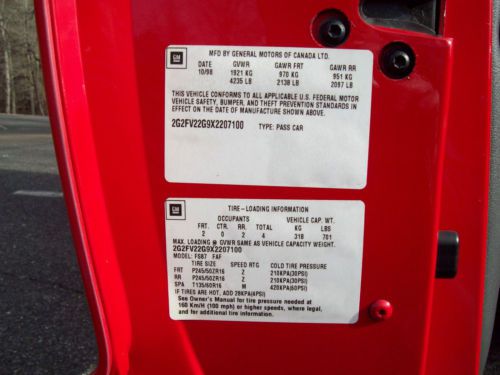 GM
MFD BY GENERAL MOTORS OF CANADA LTD.
DATE GVWR GAWR FRT GAWR RR
10/98 1921 KG 970 KG 951 KG
4235 LB 2138 LB 2097 LB
THIS VEHICLE CONFORMS TO ALL APPLICABLE U.S. FEDERAL MOTOR
VEHICLE SAFETY, BUMPER, AND THEFT PREVENTION STANDARDS IN
EFFECT ON THE DATE OF MANUFACTURE SHOWN ABOVE.
2G2FV22G9X2207100 TYPE: PASS CAR
GM
TIRE-LOADING INFORMATION
OCCUPANTS VEHICLE CAP. WT.
FRT. CTR. RR. TOTAL KG LBS
2 0 2 4 318 701
MAX. LOADING @ GVWR SAME AS VEHICLE CAPACITY WEIGHT.
2G2FV22G9X2207100
MODEL: FS87 FAF
TIRE SIZE SPEED RTG COLD TIRE PRESSURE
FRT P245/50ZR16 Z 210KPA(30PSI)
RR P245/50ZR16 Z 210KPA(30PSI)
SPA T135/60R16 M 420KPA(60PSI)
IF TIRES ARE HOT, ADD 28KPA(4PSI)
See Owner's Manual for tire pressure needed at
160 Km/H (100 mph) or higher speeds, where legal,
and for additional tire information.